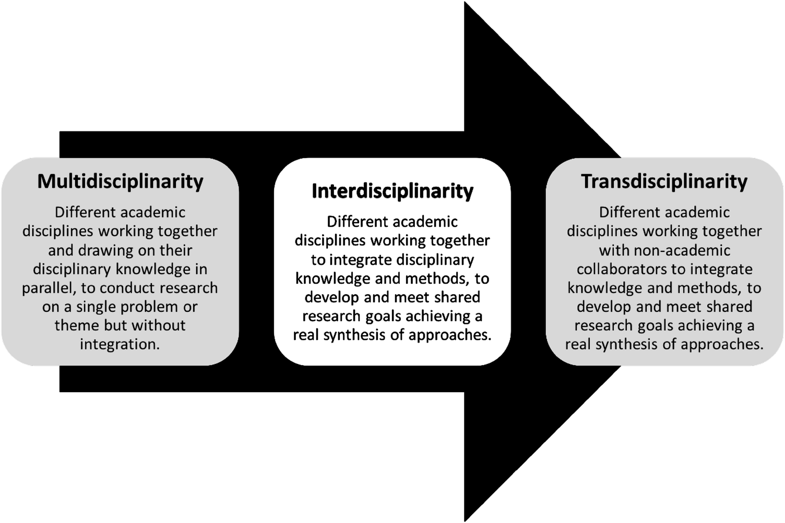 Multidisciplinarity
Different academic
disciplines working together
and drawing on their
disciplinary knowledge in
parallel, to conduct research
on a single problem or
theme but without
integration.
Interdisciplinarity
Different academic
disciplines working together
to integrate disciplinary
knowledge and methods, to
develop and meet shared
research goals achieving a
real synthesis of approaches.
Transdisciplinarity
Different academic
disciplines working together
with non-academic
collaborators to integrate
knowledge and methods, to
develop and meet shared
research goals achieving a
real synthesis of approaches.